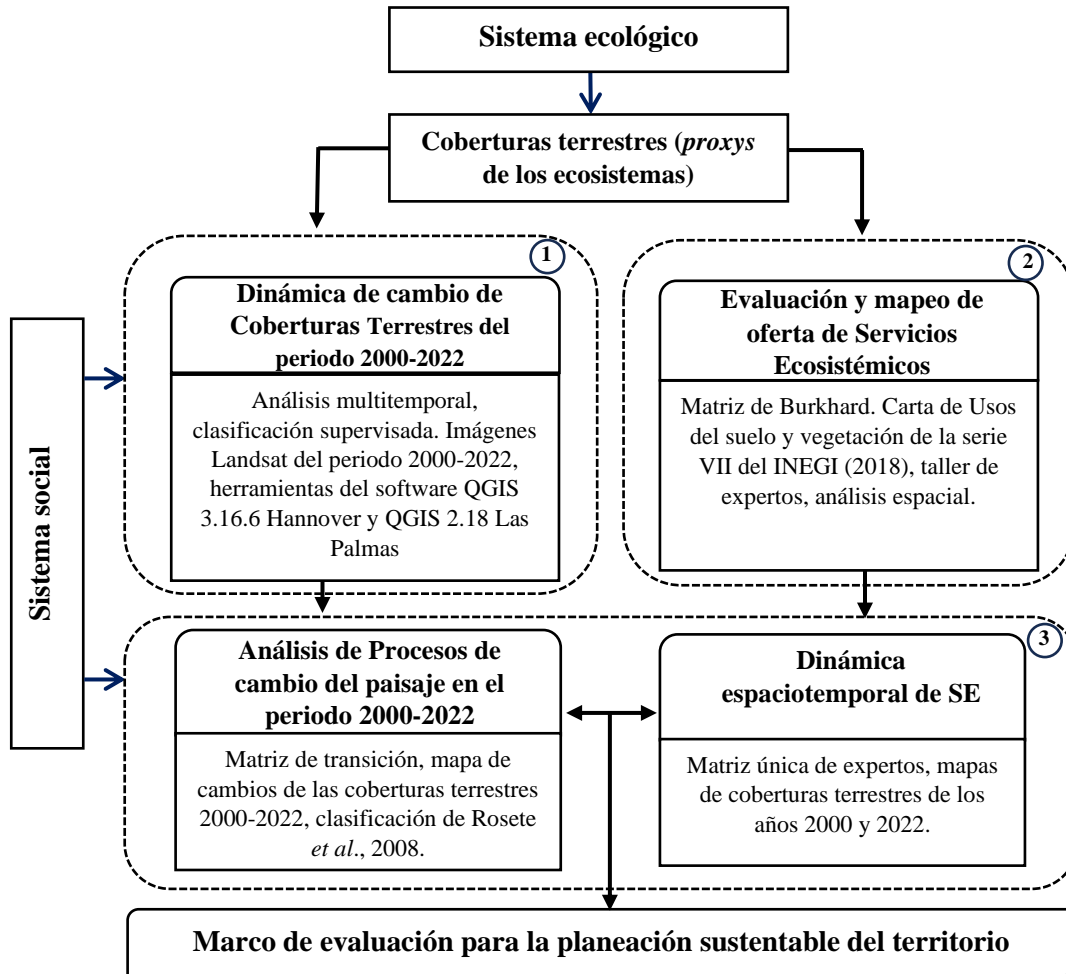 Sistema ecológico
Coberturas terrestres (proxys
de los ecosistemas)
1
Dinámica de cambio de
Coberturas Terrestres del
periodo 2000-2022
Análisis multitemporal,
clasificación supervisada. Imágenes
Landsat del periodo 2000-2022,
herramientas del software QGIS
3.16.6 Hannover y QGIS 2.18 Las
Palmas
2
Evaluación y mapeo de
oferta de Servicios
Ecosistémicos
Matriz de Burkhard. Carta de Usos
del suelo y vegetación de la serie
VII del INEGI (2018), taller de
expertos, análisis espacial.
Sistema social
3
Análisis de Procesos de
cambio del paisaje en el
periodo 2000-2022
Matriz de transición, mapa de
cambios de las coberturas terrestres
2000-2022, clasificación de Rosete
et al., 2008.
Dinámica
espaciotemporal de SE
Matriz única de expertos, mapas
de coberturas terrestres de los
años 2000 y 2022.
Marco de evaluación para la planeación sustentable del territorio